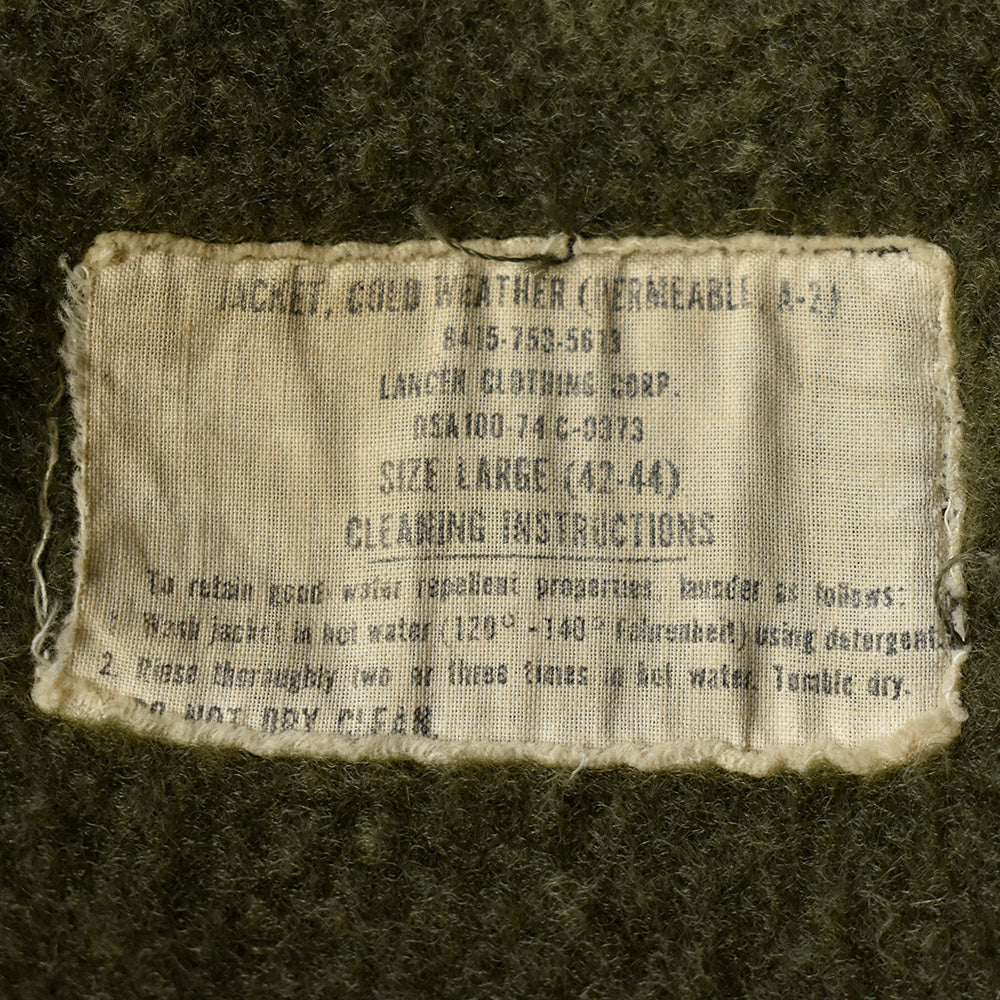 JACKET, COLD WEATHER (PERMEABLE, A-2)
8415-753-5613
LANCER CLOTHING CORP.
DSA100-74 C-0373
SIZE LARGE (42-44)
CLEANING INSTRUCTIONS
To retain good water repellent properties, launder as follows:
1. Wash jacket in hot water (120° -140° Fahrenheit) using detergent.
2. Rinse thoroughly two or three times in hot water. Tumble dry.
DO NOT DRY CLEAN.